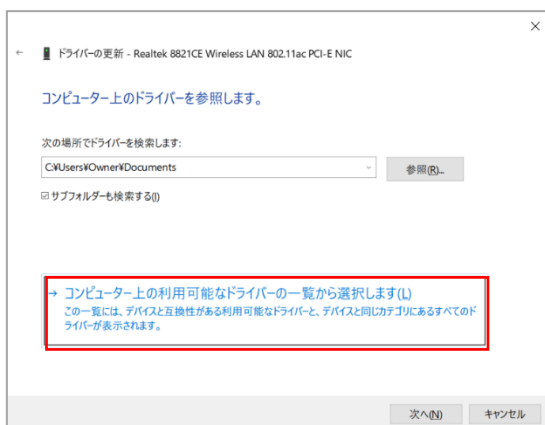 ドライバーの更新 - Realtek 8821CE Wireless LAN 802.11ac PCI-E NIC
コンピューター上のドライバーを参照します。
次の場所でドライバーを検索します:
C:¥Users¥Owner¥Documents
参照(R)...
サブフォルダーも検索する(I)
→ コンピューター上の利用可能なドライバーの一覧から選択します(L)
この一覧には、デバイスと互換性がある利用可能なドライバーと、デバイスと同じカテゴリにあるすべてのド
ライバーが表示されます。
次へ(N) キャンセル